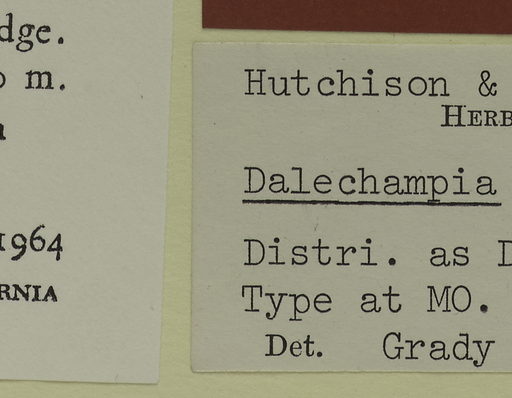 dge.
m.
1964
RNIA
Hutchison &
HERB
Dalechampia
Distri. as D
Type at MO.
Det. Grady